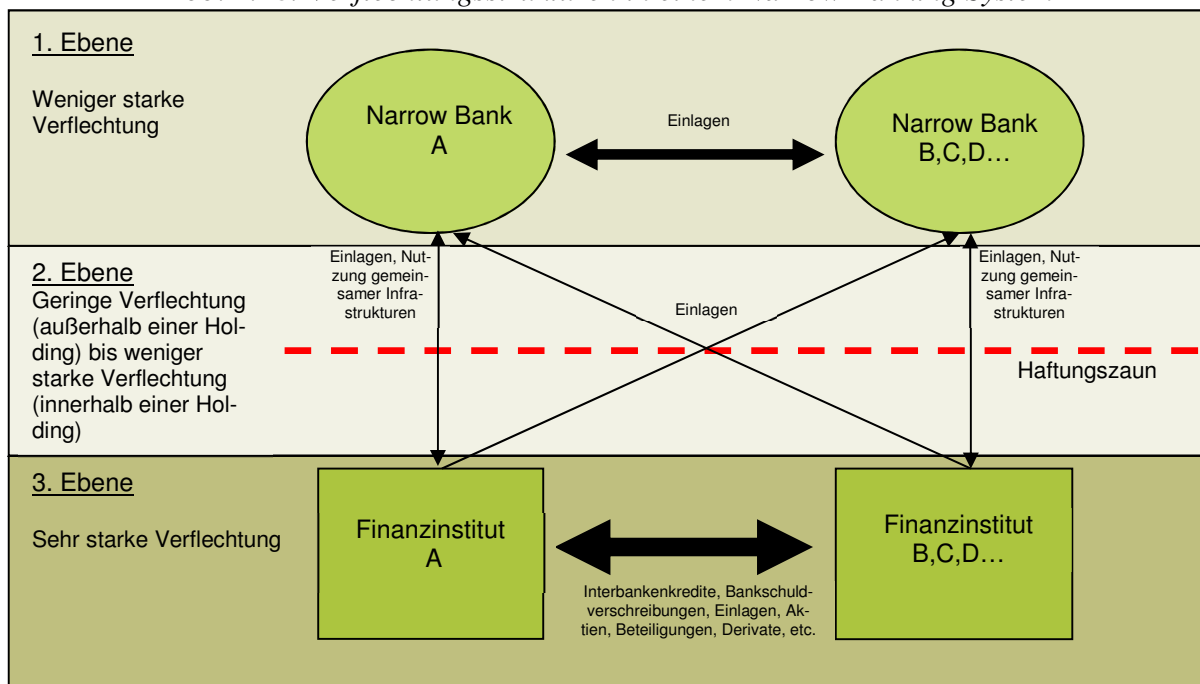 1. Ebene
Weniger starke
Verflechtung
Narrow Bank
A
Einlagen
Narrow Bank
B,C,D…
2. Ebene
Geringe Verflechtung
(außerhalb einer Hol-
ding) bis weniger
starke Verflechtung
(innerhalb einer Hol-
ding)
Einlagen, Nut-
zung gemein-
samer Infra-
strukturen
Einlagen
Einlagen, Nut-
zung gemein-
samer Infra-
strukturen
Haftungszaun
3. Ebene
Sehr starke Verflechtung
Finanzinstitut
A
Interbankenkredite, Bankschuld-
verschreibungen, Einlagen, Ak-
tien, Beteiligungen, Derivate, etc.
Finanzinstitut
B,C,D…